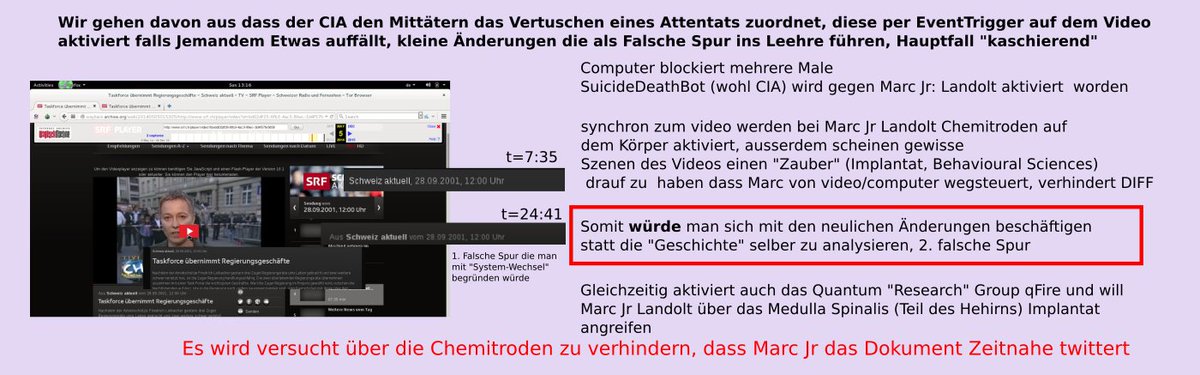 Wir gehen davon aus dass der CIA den Mittätern das Vertuschen eines Attentats zuordnet, diese per EventTrigger auf dem Video
aktiviert falls Jemandem Etwas auffällt, kleine Änderungen die als Falsche Spur ins Leehre führen, Hauptfall "kaschierend"
Computer blockiert mehrere Male
SuicideDeathBot (wohl CIA) wird gegen Marc Jr: Landolt aktiviert worden
synchron zum video werden bei Marc Jr Landolt Chemitroden auf
dem Körper aktiviert, ausserdem scheinen gewisse
Szenen des Videos einen "Zauber" (Implantat, Behavioural Sciences)
drauf zu haben dass Marc von video/computer wegsteuert, verhindert DIFF
t=7:35
SRF
Schweiz aktuell, 28.09.2001, 12:00 Uhr
28.09.2001, 12:00 Uhr
t=24:41
Aus Schweiz aktuell vom 28.09.2001, 12:00 Uhr
Taskforce übernimmt Regierungsgeschäfte
Taskforce übernimmt Regierungsgeschäfte
1. Falsche Spur die man
mit "System-Wechsel"
begründen würde
Somit würde man sich mit den neulichen Änderungen beschäftigen
statt die "Geschichte" selber zu analysieren, 2. falsche Spur
Gleichzeitig aktiviert auch das Quantum "Research" Group qFire und will
Marc Jr Landolt über das Medulla Spinalis (Teil des Hehirns) Implantat
angreifen
Es wird versucht über die Chemitroden zu verhindern, dass Marc Jr das Dokument Zeitnahe twittert